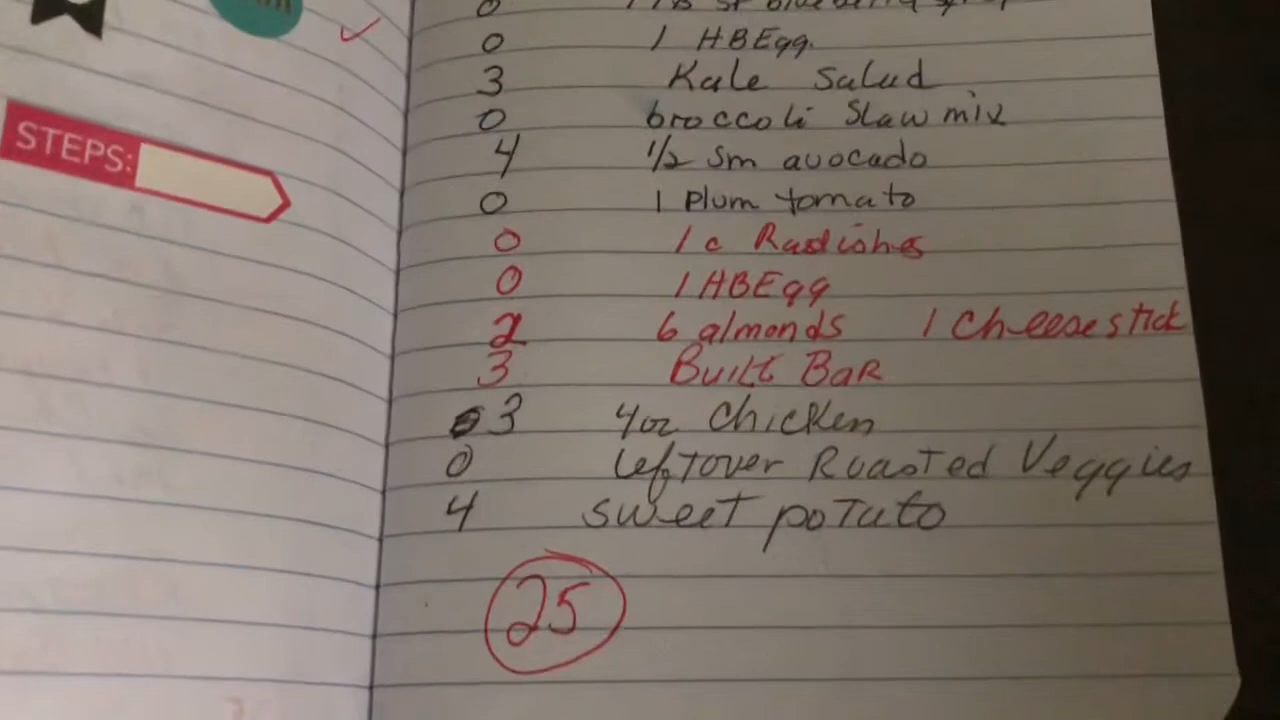 STEPS:
0
0 1 HBEgg.
3 Kale Salad
0 broccoli Slaw mix
4 1/2 Sm avocado
0 1 Plum tomato
0 1 c Radishes
0 1 HBEgg
2 6 almonds 1 Cheesestick
3 Built BaR
3 4oz Chicken
0 leftover Roasted Veggies
4 sweet potato
25